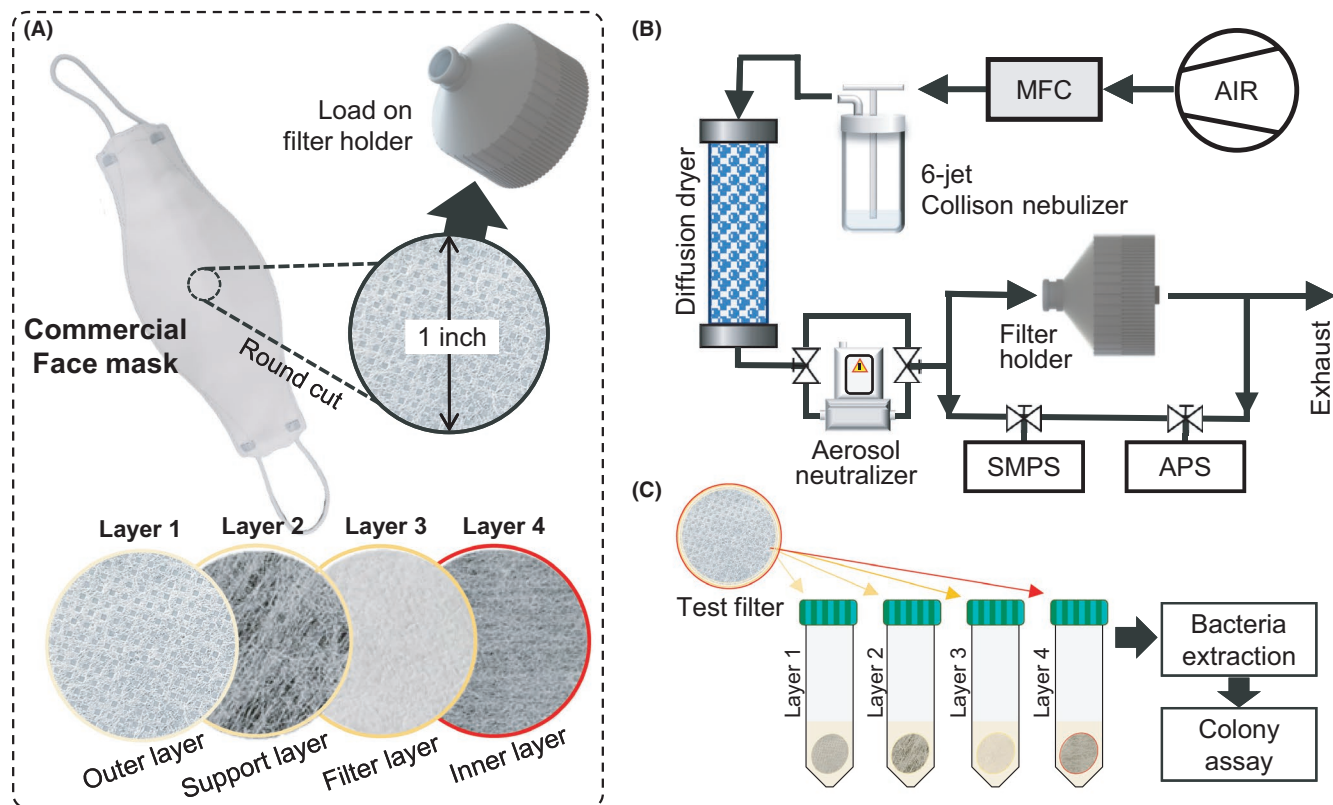 (A)
Load on
filter holder
1 inch
Commercial
Face mask
Round cut
Layer 1
Layer 2
Layer 3
Layer 4
Outer layer
Support layer
Filter layer
Inner layer
(B)
AIR
MFC
6-jet
Collison nebulizer
Diffusion dryer
Aerosol
neutralizer
Filter
holder
Exhaust
SMPS
APS
(C)
Test filter
Layer 1
Layer 2
Layer 3
Layer 4
Bacteria
extraction
Colony
assay